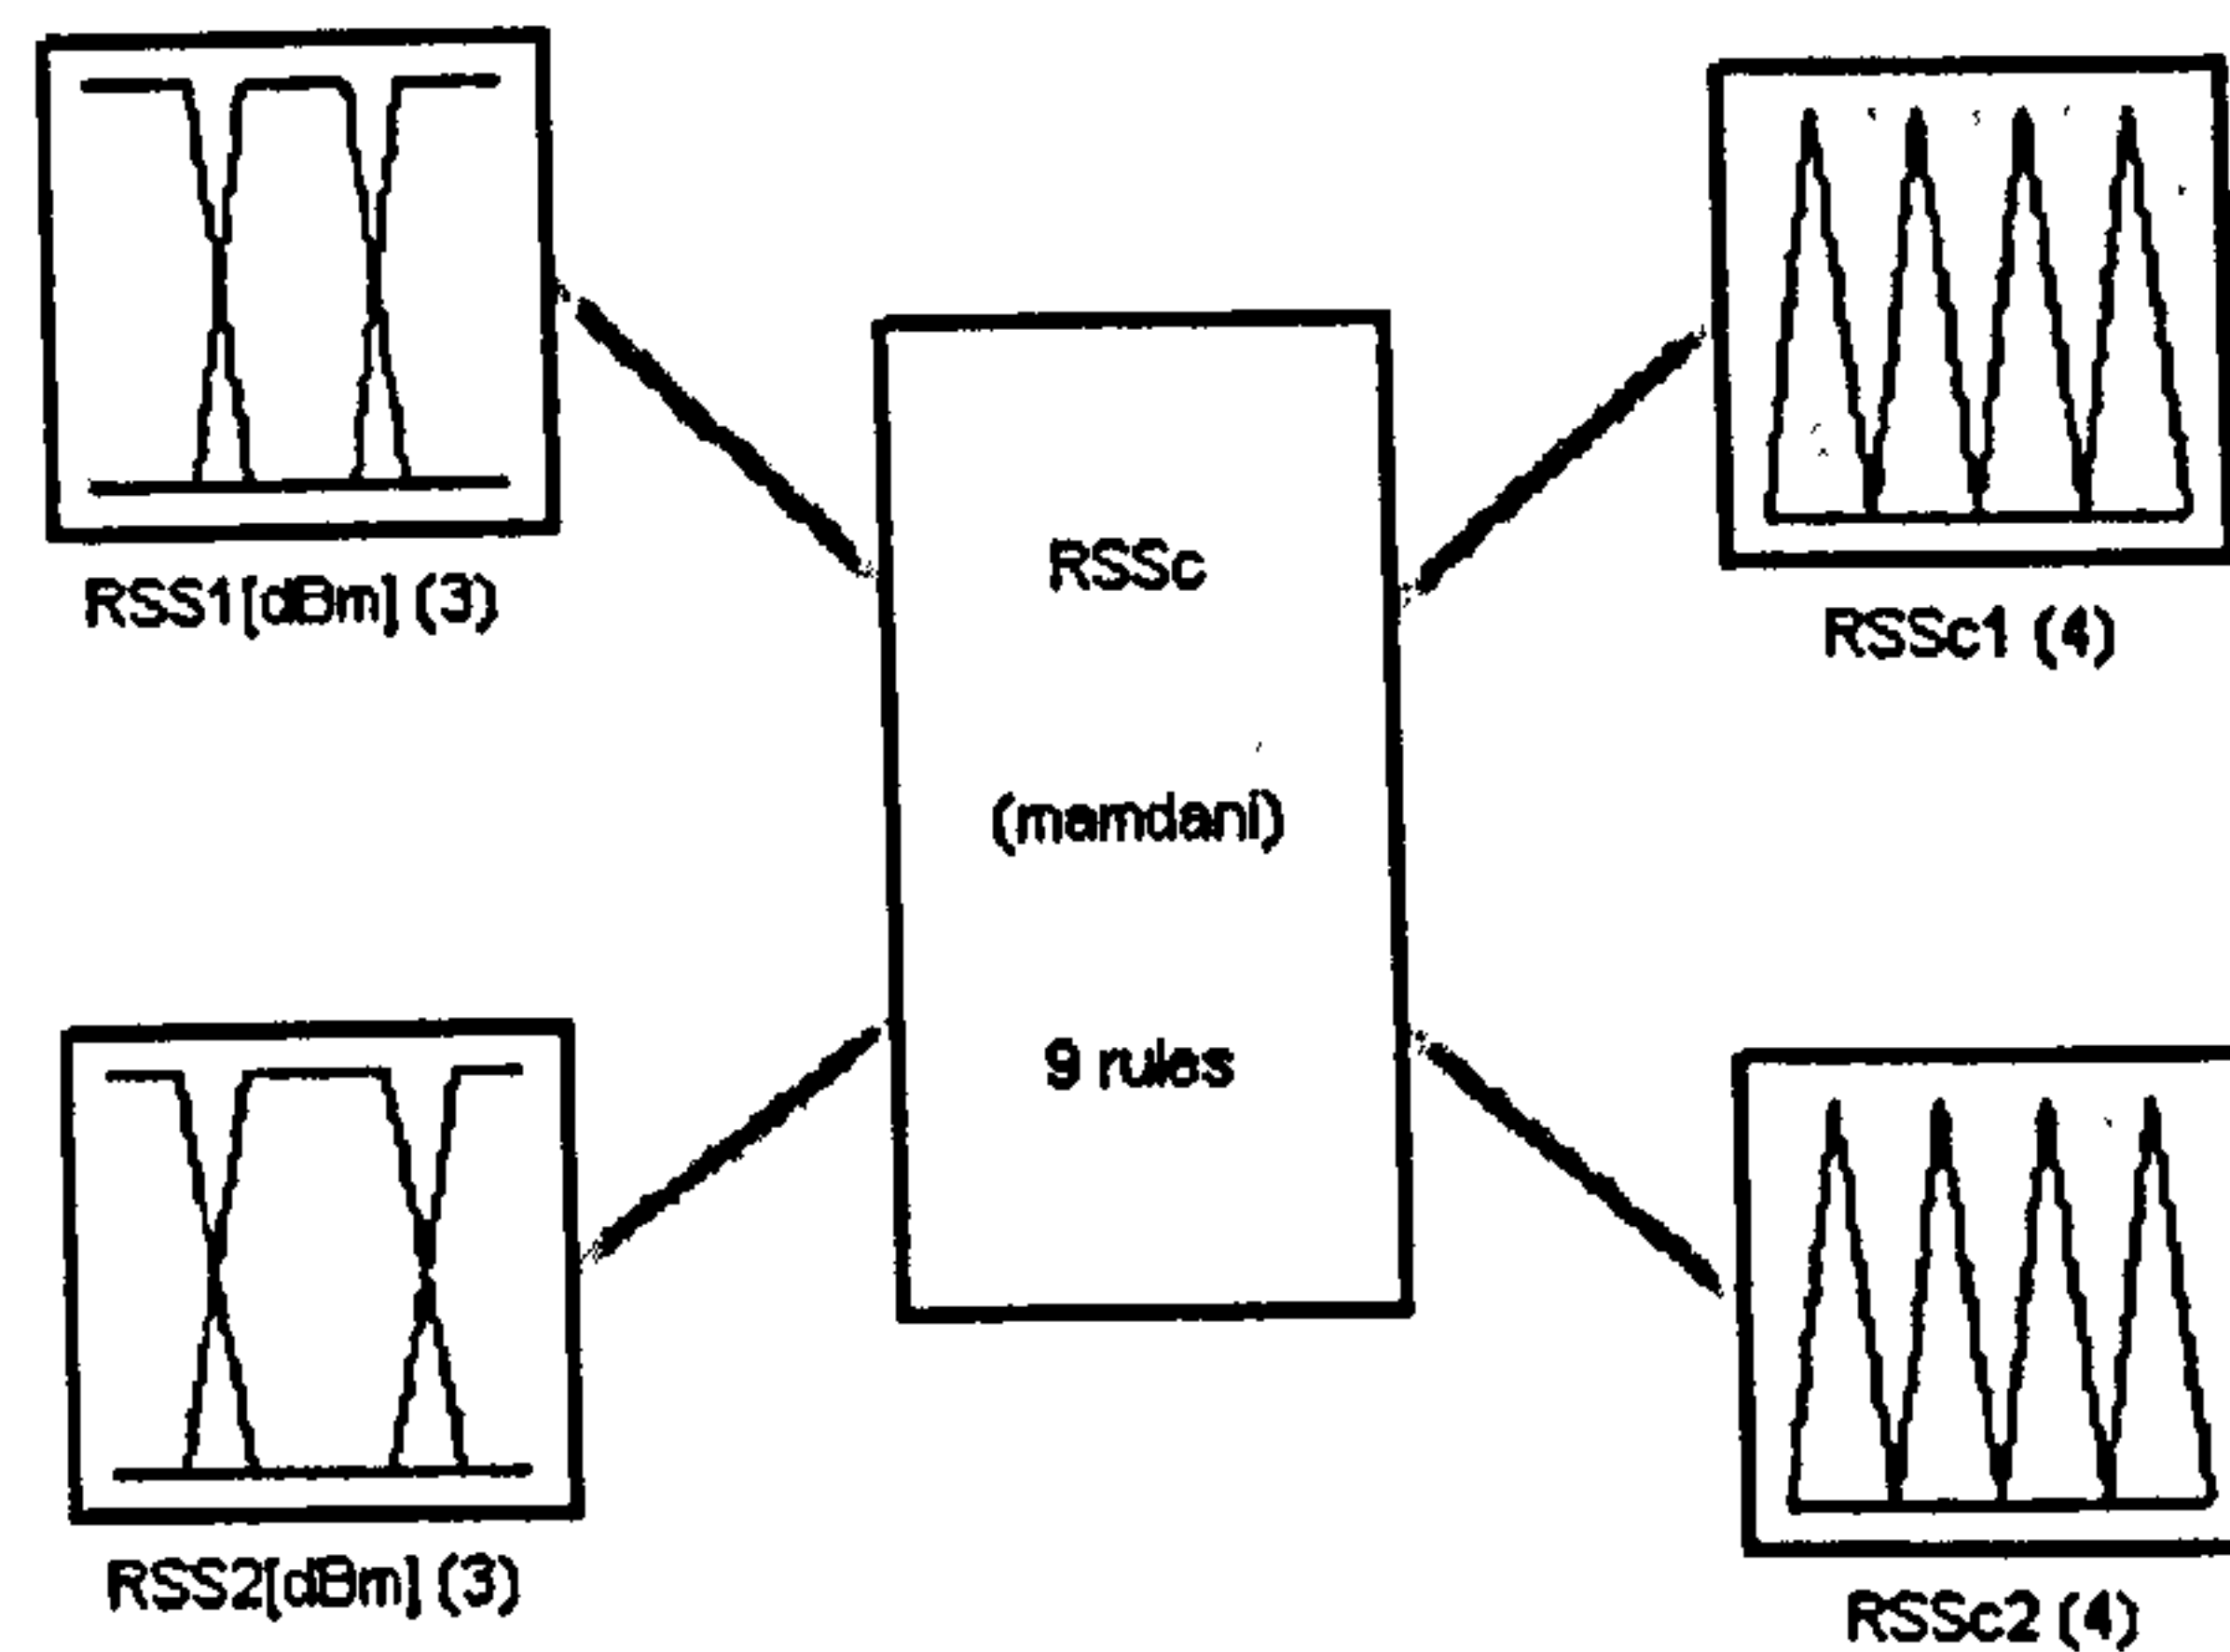 RSS1[dBm] (3)
RSSc1 (4)
RSSc
(mamdani)
9 rules
RSS2[dBm] (3)
RSSc2 (4)